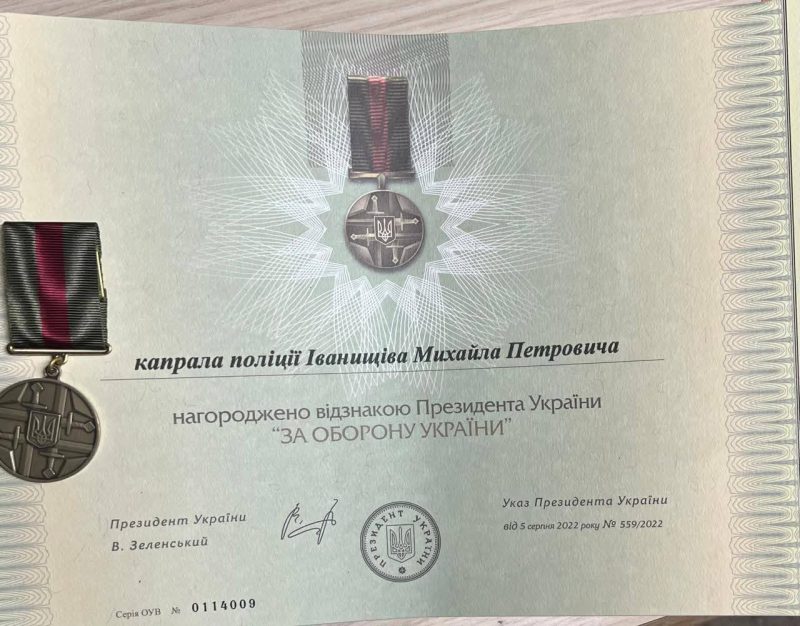 капрала поліції Іванищіва Михайла Петровича
нагороджено відзнакою Президента України
“ЗА ОБОРОНУ УКРАЇНИ”
Президент України
В. Зеленський
ПРЕЗИДЕНТ УКРАЇНИ
Указ Президента України
від 5 серпня 2022 року № 559/2022
Серія ОУВ № 0114009